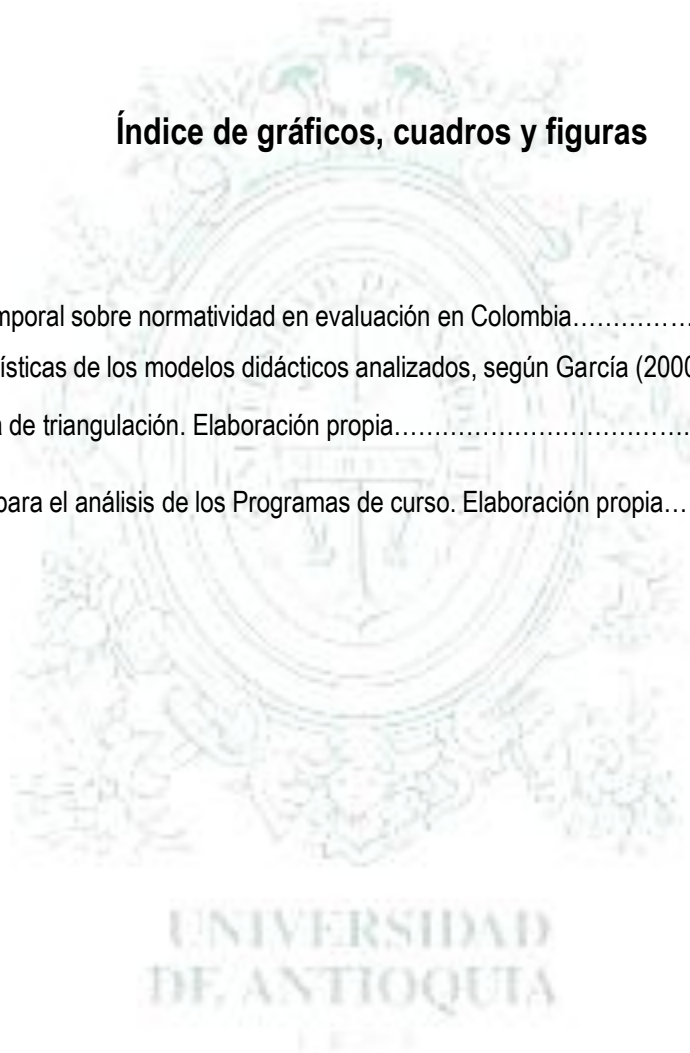 Índice de gráficos, cuadros y figuras
mporal sobre normatividad en evaluación en Colombia……………
ísticas de los modelos didácticos analizados, según García (2000
a de triangulación. Elaboración propia…………………………………
para el análisis de los Programas de curso. Elaboración propia…
UNIVERSIDAD
DE ANTIOQUIA